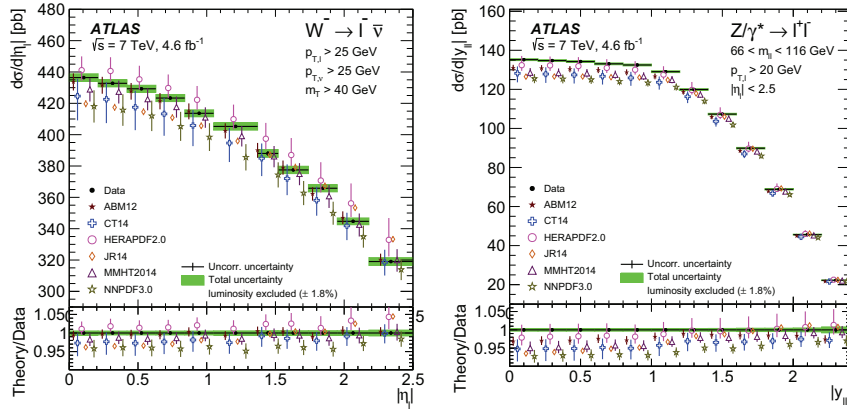 dσ/d|η_l| [pb]
460
440
420
400
380
360
340
320
300
ATLAS
√s = 7 TeV, 4.6 fb⁻¹
W⁻ → l⁻ ν̄
p_T,l > 25 GeV
p_T,ν > 25 GeV
m_T > 40 GeV
Data
ABM12
CT14
HERAPDF2.0
JR14
MMHT2014
NNPDF3.0
Uncorr. uncertainty
Total uncertainty
luminosity excluded (± 1.8%)
Theory/Data
1.05
1
0.95
5
0 0.5 1 1.5 2 2.5
|η_l|
dσ/d|y_ll| [pb]
160
140
120
100
80
60
40
20
ATLAS
√s = 7 TeV, 4.6 fb⁻¹
Z/γ* → l⁺l⁻
66 < m_ll < 116 GeV
p_T,l > 20 GeV
|η_l| < 2.5
Data
ABM12
CT14
HERAPDF2.0
JR14
MMHT2014
NNPDF3.0
Uncorr. uncertainty
Total uncertainty
luminosity excluded (± 1.8%)
Theory/Data
1.05
1
0.95
0 0.5 1 1.5 2
|y_ll